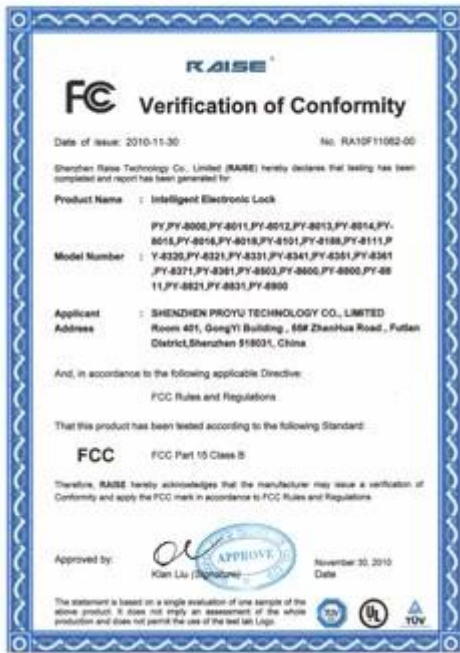 RAISE
FC Verification of Conformity
Date of issue: 2010-11-30 No. RA10F11062-00
Shenzhen Raise Technology Co., Limited (RAISE) hereby declares that testing has been
completed and report has been generated for:
Product Name : Intelligent Electronic Lock
PY,PY-8000,PY-8011,PY-8012,PY-8013,PY-8014,PY-
8015,PY-8016,PY-8018,PY-8101,PY-8188,PY-8111,P
Model Number : Y-8320,PY-8321,PY-8331,PY-8341,PY-8351,PY-8361
,PY-8371,PY-8381,PY-8503,PY-8600,PY-8800,PY-88
11,PY-8821,PY-8831,PY-8900
Applicant : SHENZHEN PROYU TECHNOLOGY CO., LIMITED
Address Room 401, GongYi Building , 55# ZhenHua Road , Futian
District,Shenzhen 518031, China
And, in accordance to the following applicable Directive:
FCC Rules and Regulations
That this product has been tested according to the following Standard:
FCC FCC Part 15 Class B
Therefore, RAISE hereby acknowledges that the manufacturer may issue a verification of
Conformity and apply the FCC mark in accordance to FCC Rules and Regulations
APPROVE
Approved by: November 30, 2010
Kian Liu (Signature) Date
The statement is based on a single evaluation of one sample of the
above product. It does not imply an assessment of the whole
production and does not permit the use of the test lab Logo.
TUV UL TÜV